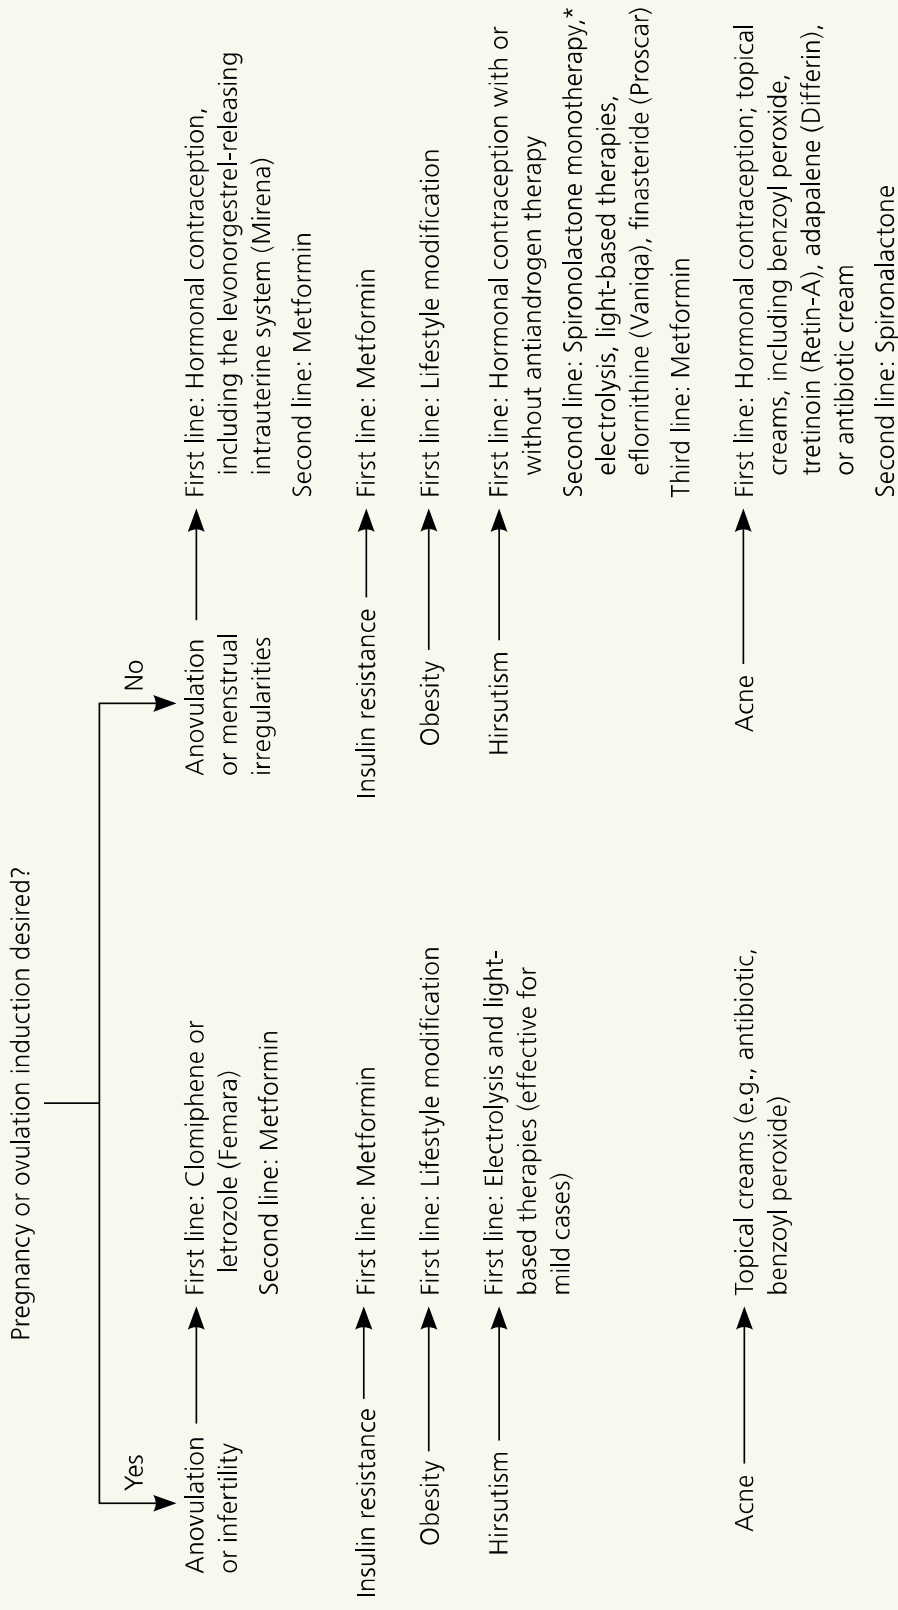 Pregnancy or ovulation induction desired?
Yes
Anovulation
or infertility
First line: Clomiphene or
letrozole (Femara)
Second line: Metformin
Insulin resistance
First line: Metformin
Obesity
First line: Lifestyle modification
Hirsutism
First line: Electrolysis and light-
based therapies (effective for
mild cases)
Acne
Topical creams (e.g., antibiotic,
benzoyl peroxide)
No
Anovulation
or menstrual
irregularities
First line: Hormonal contraception,
including the levonorgestrel-releasing
intrauterine system (Mirena)
Second line: Metformin
Insulin resistance
First line: Metformin
Obesity
First line: Lifestyle modification
Hirsutism
First line: Hormonal contraception with or
without antiandrogen therapy
Second line: Spironolactone monotherapy,*
electrolysis, light-based therapies,
eflornithine (Vaniqa), finasteride (Proscar)
Third line: Metformin
Acne
First line: Hormonal contraception; topical
creams, including benzoyl peroxide,
tretinoin (Retin-A), adapalene (Differin),
or antibiotic cream
Second line: Spironalactone